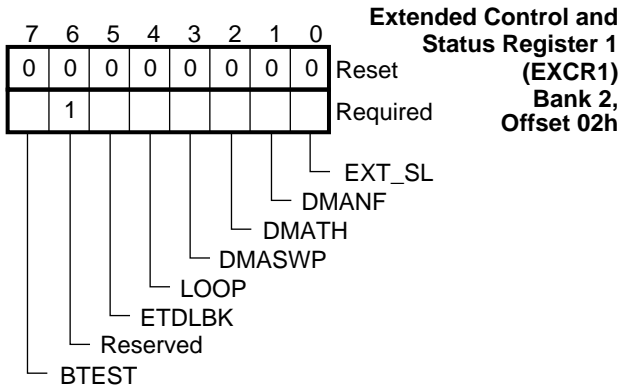 Extended Control and
Status Register 1
(EXCR1)
Bank 2,
Offset 02h
7 6 5 4 3 2 1 0
0 0 0 0 0 0 0 0 Reset
1 Required
EXT_SL
DMANF
DMATH
DMASWP
LOOP
ETDLBK
Reserved
BTEST